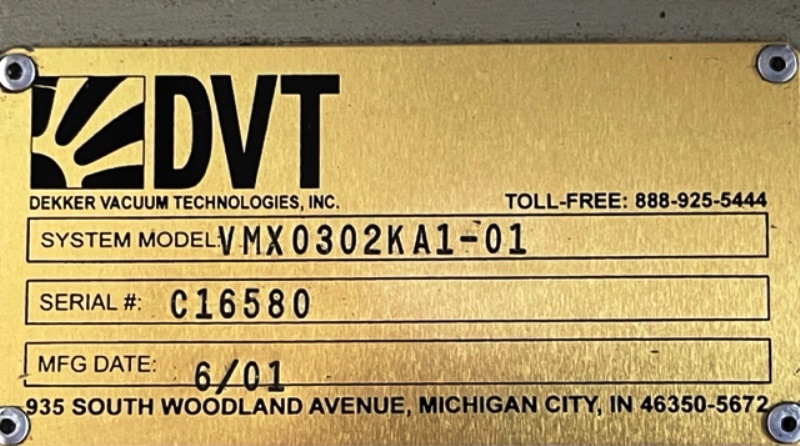 DVT
DEKKER VACUUM TECHNOLOGIES, INC. TOLL-FREE: 888-925-5444
SYSTEM MODEL: VMX0302KA1-01
SERIAL #: C16580
MFG DATE: 6/01
935 SOUTH WOODLAND AVENUE, MICHIGAN CITY, IN 46350-5672